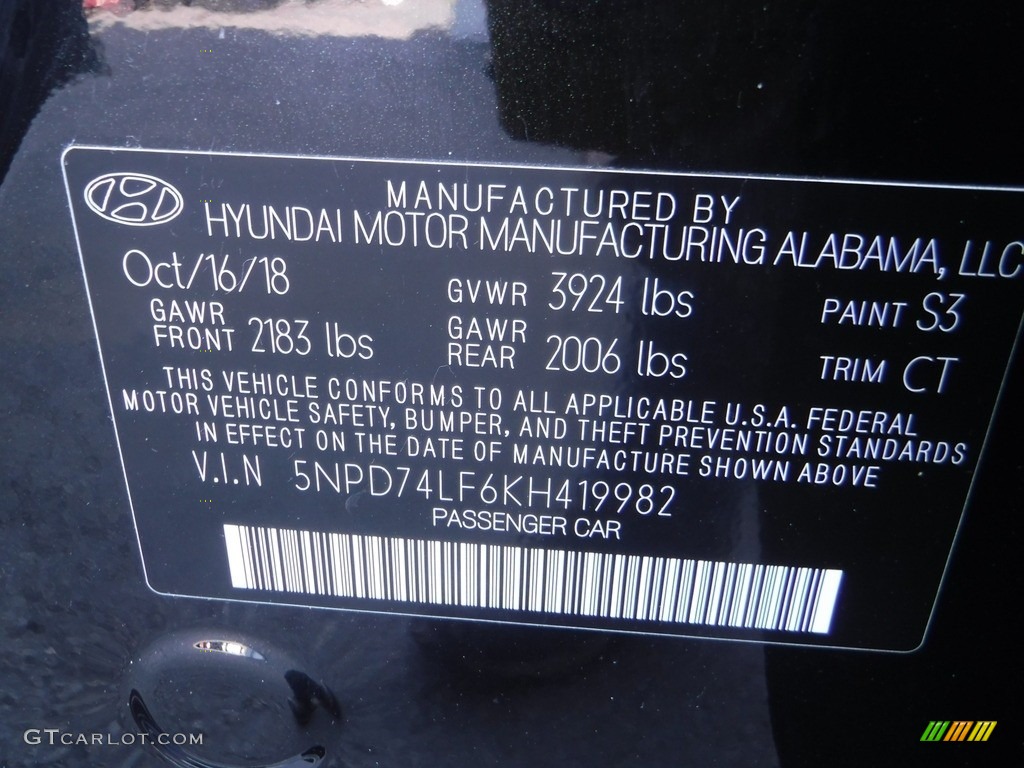 MANUFACTURED BY
HYUNDAI MOTOR MANUFACTURING ALABAMA, LLC
Oct/16/18 GVWR 3924 lbs PAINT S3
GAWR FRONT 2183 lbs GAWR REAR 2006 lbs TRIM CT
THIS VEHICLE CONFORMS TO ALL APPLICABLE U.S.A. FEDERAL
MOTOR VEHICLE SAFETY, BUMPER, AND THEFT PREVENTION STANDARDS
IN EFFECT ON THE DATE OF MANUFACTURE SHOWN ABOVE
V.I.N 5NPD74LF6KH419982
PASSENGER CAR
GTCARLOT.COM